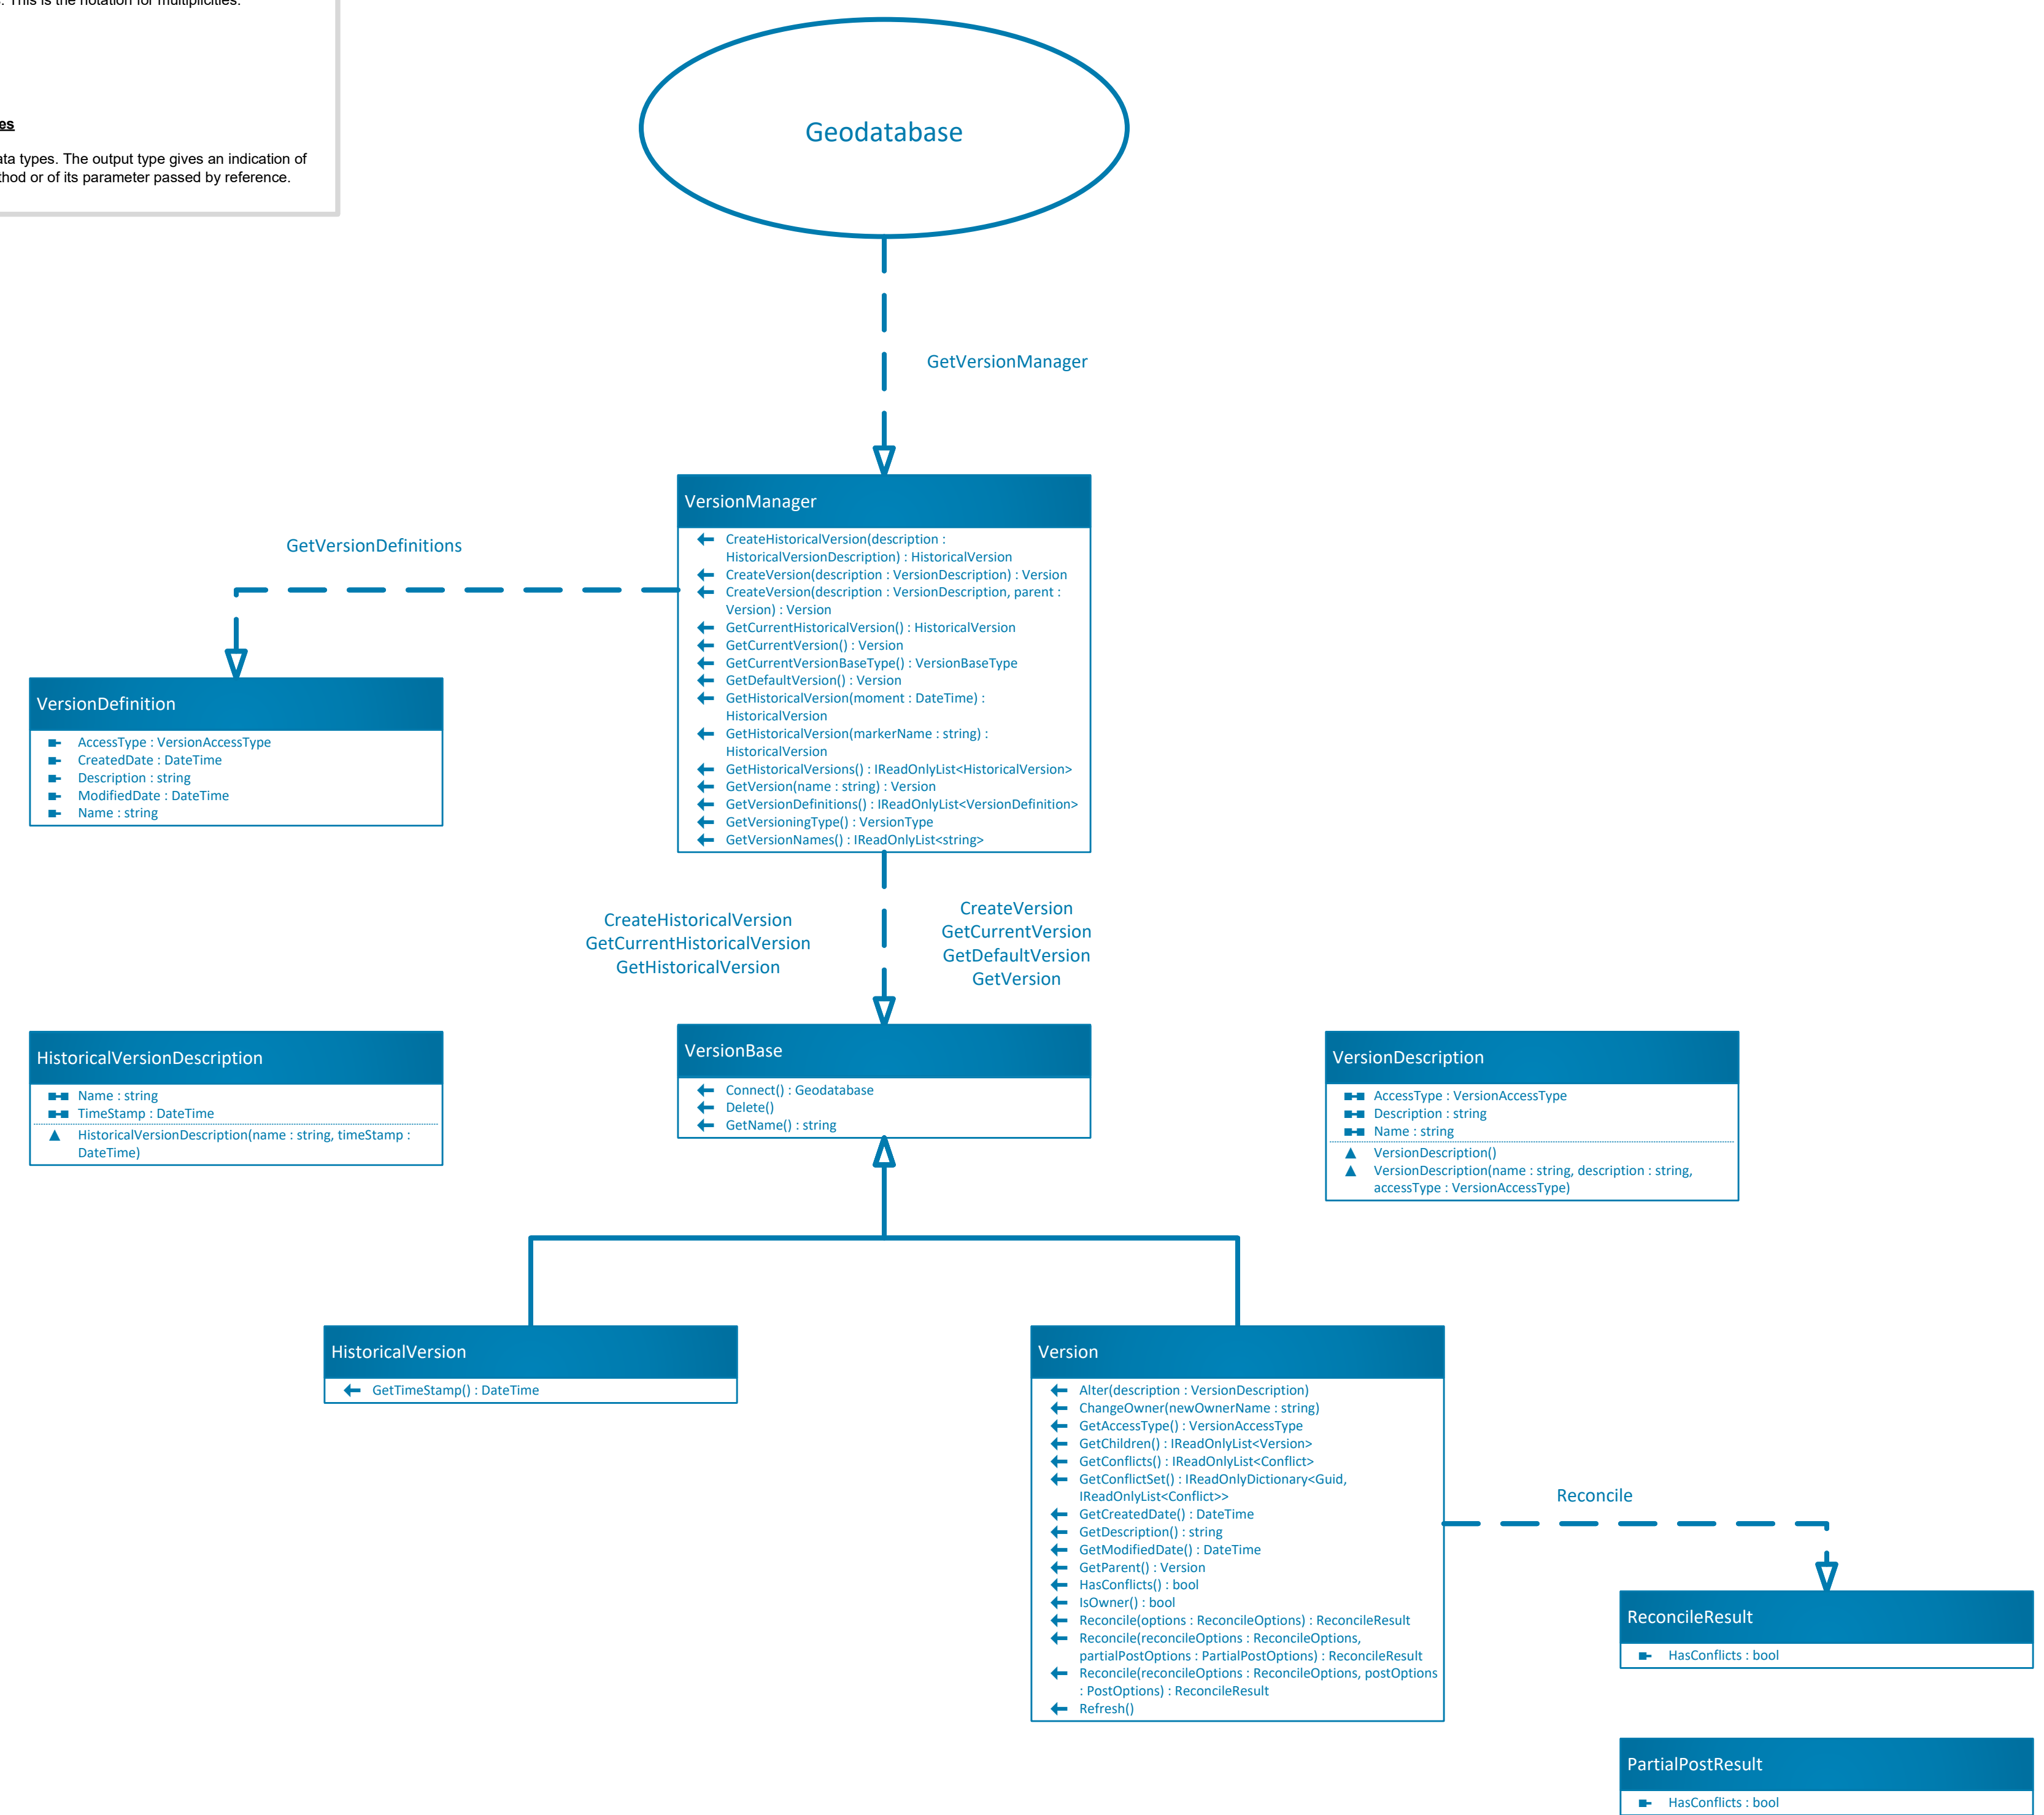 This is the notation for multiplicities.
ata types. The output type gives an indication of
thod or of its parameter passed by reference.
Geodatabase
GetVersionManager
VersionManager
CreateHistoricalVersion(description :
HistoricalVersionDescription) : HistoricalVersion
CreateVersion(description : VersionDescription) : Version
CreateVersion(description : VersionDescription, parent :
Version) : Version
GetCurrentHistoricalVersion() : HistoricalVersion
GetCurrentVersion() : Version
GetCurrentVersionBaseType() : VersionBaseType
GetDefaultVersion() : Version
GetHistoricalVersion(moment : DateTime) :
HistoricalVersion
GetHistoricalVersion(markerName : string) :
HistoricalVersion
GetHistoricalVersions() : IReadOnlyList<HistoricalVersion>
GetVersion(name : string) : Version
GetVersionDefinitions() : IReadOnlyList<VersionDefinition>
GetVersioningType() : VersionType
GetVersionNames() : IReadOnlyList<string>
GetVersionDefinitions
VersionDefinition
AccessType : VersionAccessType
CreatedDate : DateTime
Description : string
ModifiedDate : DateTime
Name : string
CreateHistoricalVersion
GetCurrentHistoricalVersion
GetHistoricalVersion
CreateVersion
GetCurrentVersion
GetDefaultVersion
GetVersion
HistoricalVersionDescription
Name : string
TimeStamp : DateTime
HistoricalVersionDescription(name : string, timeStamp :
DateTime)
VersionBase
Connect() : Geodatabase
Delete()
GetName() : string
VersionDescription
AccessType : VersionAccessType
Description : string
Name : string
VersionDescription()
VersionDescription(name : string, description : string,
accessType : VersionAccessType)
HistoricalVersion
GetTimeStamp() : DateTime
Version
Alter(description : VersionDescription)
ChangeOwner(newOwnerName : string)
GetAccessType() : VersionAccessType
GetChildren() : IReadOnlyList<Version>
GetConflicts() : IReadOnlyList<Conflict>
GetConflictSet() : IReadOnlyDictionary<Guid,
IReadOnlyList<Conflict>>
GetCreatedDate() : DateTime
GetDescription() : string
GetModifiedDate() : DateTime
GetParent() : Version
HasConflicts() : bool
IsOwner() : bool
Reconcile(options : ReconcileOptions) : ReconcileResult
Reconcile(reconcileOptions : ReconcileOptions,
partialPostOptions : PartialPostOptions) : ReconcileResult
Reconcile(reconcileOptions : ReconcileOptions, postOptions
: PostOptions) : ReconcileResult
Refresh()
Reconcile
ReconcileResult
HasConflicts : bool
PartialPostResult
HasConflicts : bool